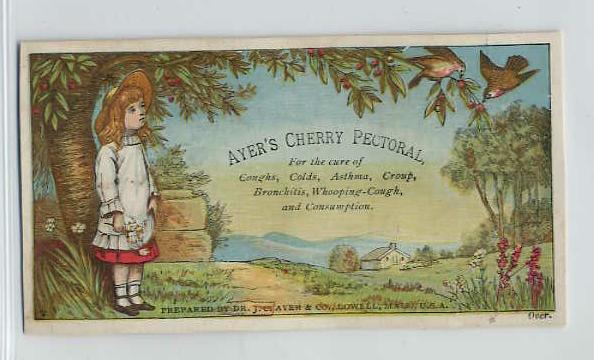 AYER'S CHERRY PECTORAL,
For the cure of
Coughs, Colds, Asthma, Croup,
Bronchitis, Whooping-Cough,
and Consumption.
PREPARED BY DR. J. C. AYER & CO., LOWELL, MASS., U.S.A.
Over.